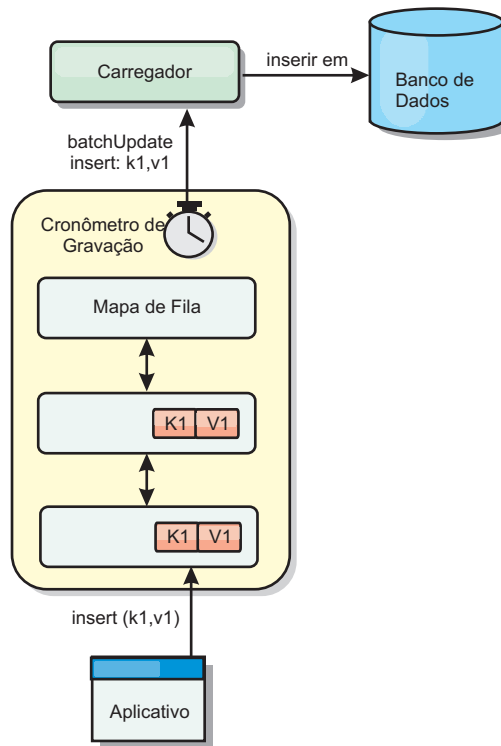 Carregador
inserir em
Banco de
Dados
batchUpdate
insert: k1,v1
Cronômetro de
Gravação
Mapa de Fila
K1 V1
K1 V1
insert (k1,v1)
Aplicativo